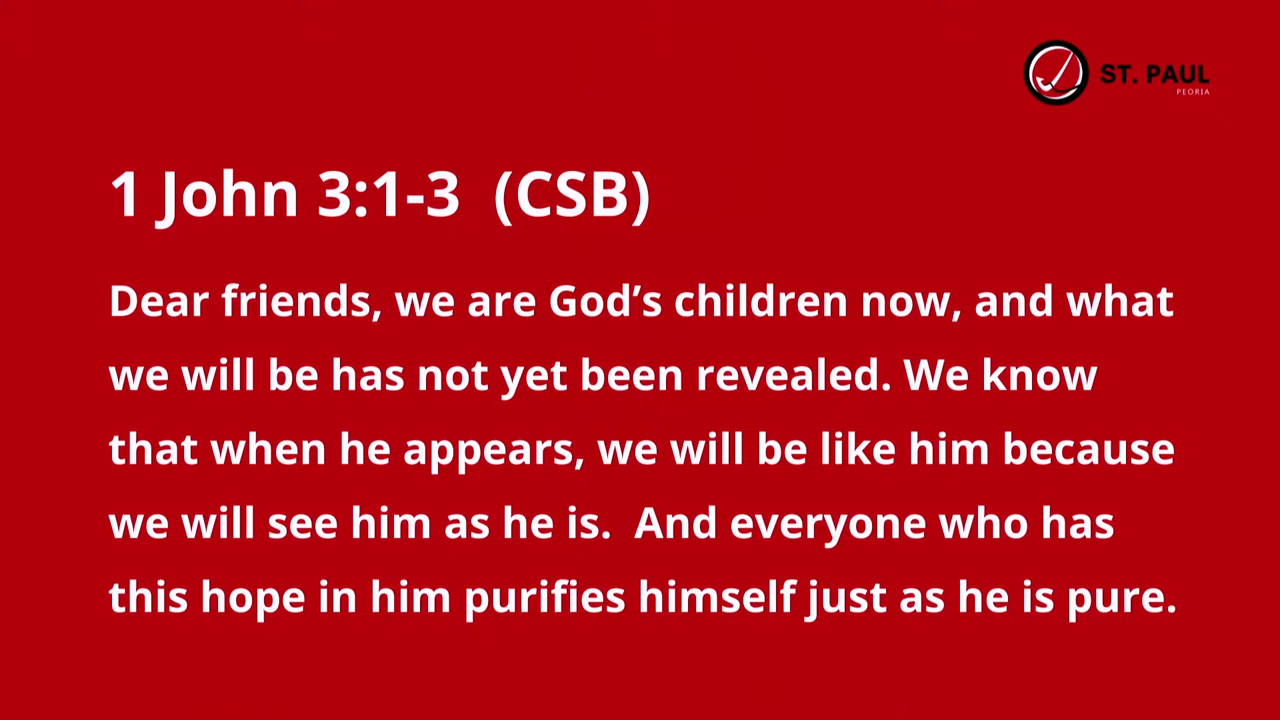 ST. PAUL
PEORIA
1 John 3:1-3  (CSB)
Dear friends, we are God’s children now, and what
we will be has not yet been revealed. We know
that when he appears, we will be like him because
we will see him as he is.  And everyone who has
this hope in him purifies himself just as he is pure.